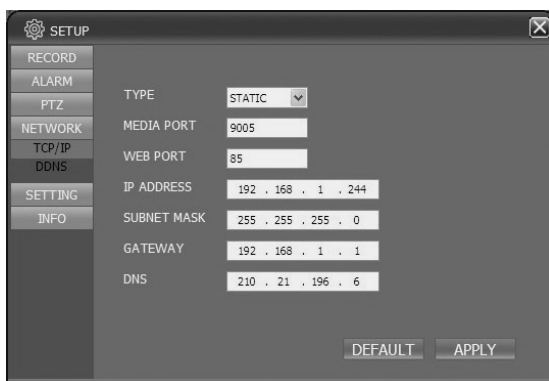 SETUP
RECORD
ALARM
PTZ
NETWORK
TCP/IP
DDNS
SETTING
INFO
TYPE STATIC
MEDIA PORT 9005
WEB PORT 85
IP ADDRESS 192 . 168 . 1 . 244
SUBNET MASK 255 . 255 . 255 . 0
GATEWAY 192 . 168 . 1 . 1
DNS 210 . 21 . 196 . 6
DEFAULT APPLY